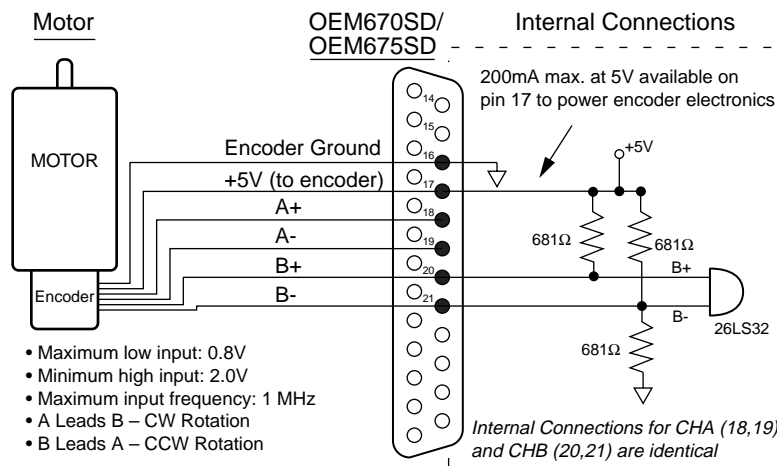 Motor
OEM670SD/
OEM675SD
Internal Connections
200mA max. at 5V available on
pin 17 to power encoder electronics
14
15
16
17
18
19
20
21
MOTOR
Encoder
Encoder Ground
+5V (to encoder)
A+
A-
B+
B-
+5V
681Ω
681Ω
B+
B-
26LS32
681Ω
• Maximum low input: 0.8V
• Minimum high input: 2.0V
• Maximum input frequency: 1 MHz
• A Leads B – CW Rotation
• B Leads A – CCW Rotation
Internal Connections for CHA (18,19)
and CHB (20,21) are identical